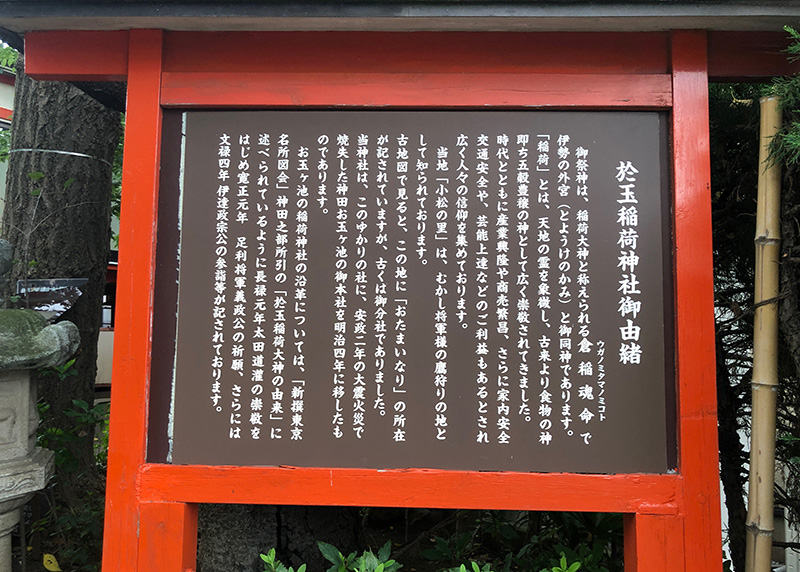 於玉稲荷神社御由緒
御祭神は、稲荷大神と称えられる倉稲魂命で
ウガノミタマノミコト
伊勢の外宮（とようけのかみ）と御同神であります。
「稲荷」とは、天地の霊を象徴し、古来より食物の神
即ち五穀豊穣の神として広く崇敬されてきました。
時代とともに産業興隆や商売繁昌、さらに家内安全
交通安全や、芸能上達などのご利益もあるとされ
広く人々の信仰を集めております。
当地「小松の里」は、むかし将軍様の鷹狩りの地と
して知られております。
古地図で見ると、この地に「おたまいなり」の所在
が記されていますが、古くは御分社でありました。
当神社は、このゆかりの社に、安政二年の大震火災で
焼失した神田お玉ヶ池の御本社を明治四年に移したも
のであります。
お玉ヶ池の稲荷神社の沿革については、「新撰東京
名所図会」神田之部所引の「於玉稲荷大神の由来」に
述べられているように長禄元年太田道灌の崇敬を
はじめ寛正元年　足利将軍義政公の祈願、さらには
文禄四年 伊達政宗公の参詣等が記されております。